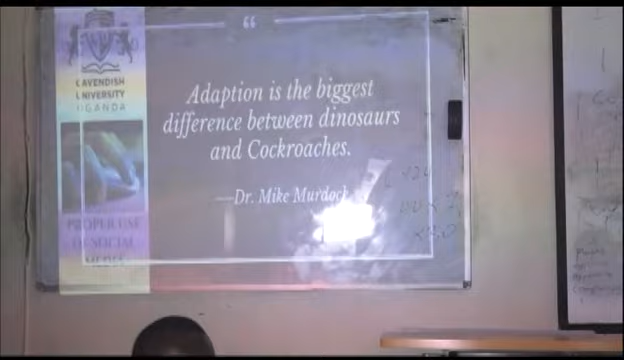 CAVENDISH
UNIVERSITY
UGANDA
PROPER USE
OF SOCIAL
MEDIA
“
Adaption is the biggest
difference between dinosaurs
and Cockroaches.
—Dr. Mike Murdock